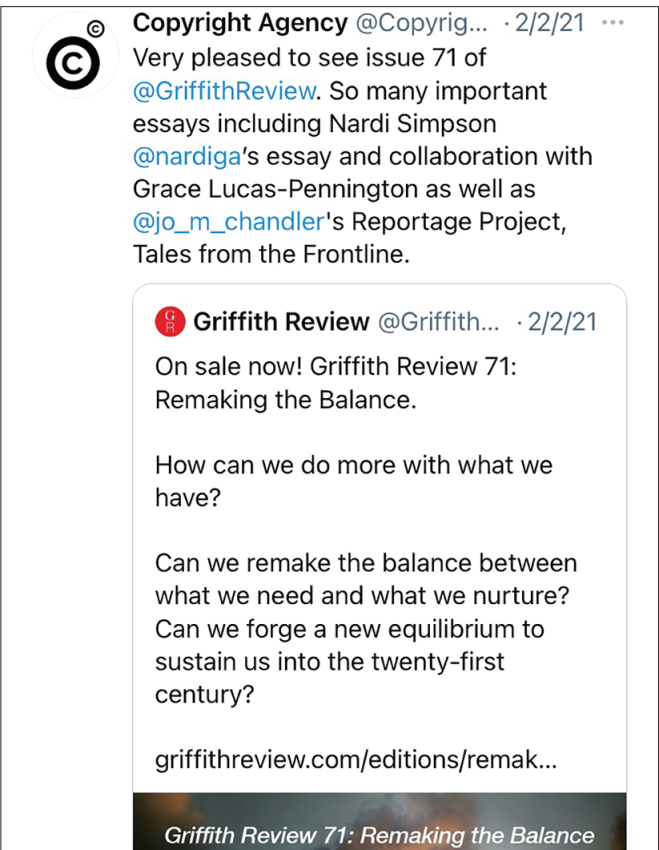 Copyright Agency @Copyrig... · 2/2/21 ...
Very pleased to see issue 71 of
@GriffithReview. So many important
essays including Nardi Simpson
@nardiga's essay and collaboration with
Grace Lucas-Pennington as well as
@jo_m_chandler's Reportage Project,
Tales from the Frontline.
GR Griffith Review @Griffith... · 2/2/21
On sale now! Griffith Review 71:
Remaking the Balance.
How can we do more with what we
have?
Can we remake the balance between
what we need and what we nurture?
Can we forge a new equilibrium to
sustain us into the twenty-first
century?
griffithreview.com/editions/remak...
Griffith Review 71: Remaking the Balance